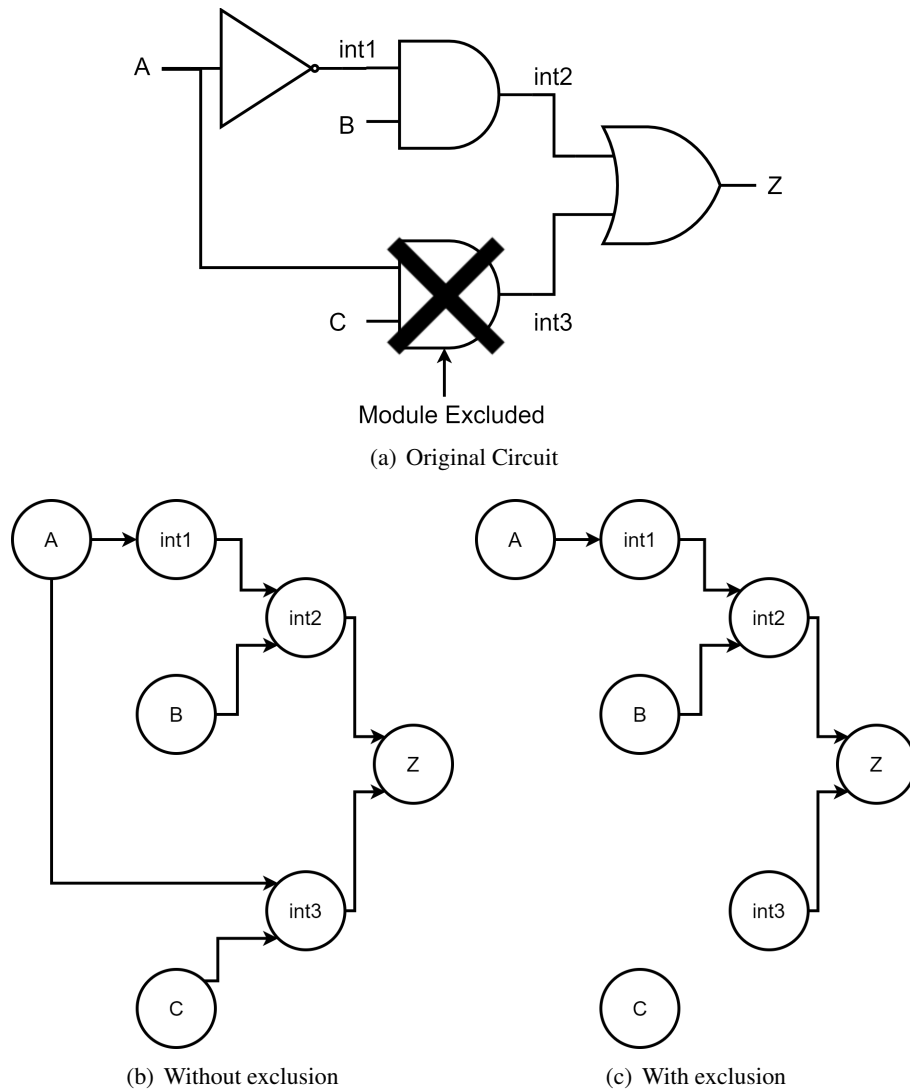 A
int1
B
int2
Z
C
int3
Module Excluded
(a) Original Circuit
A
int1
int2
B
Z
int3
C
(b) Without exclusion
A
int1
int2
B
Z
int3
C
(c) With exclusion